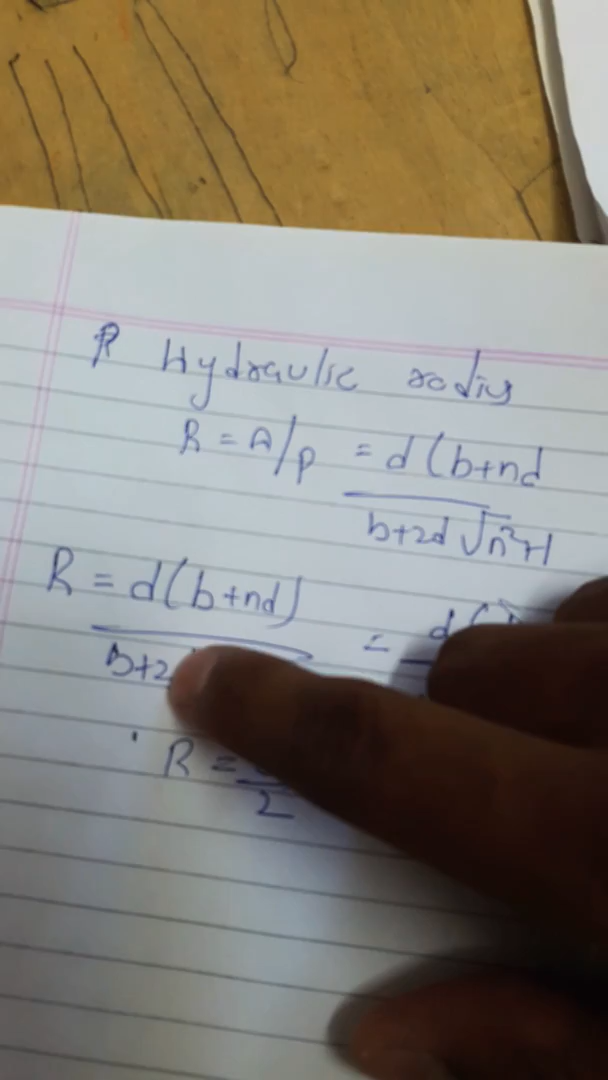 Hydraulic radius
R = A/P = d(b+nd
b+2d √n²+1
R = d(b+nd) = d(
b+2
R =
2